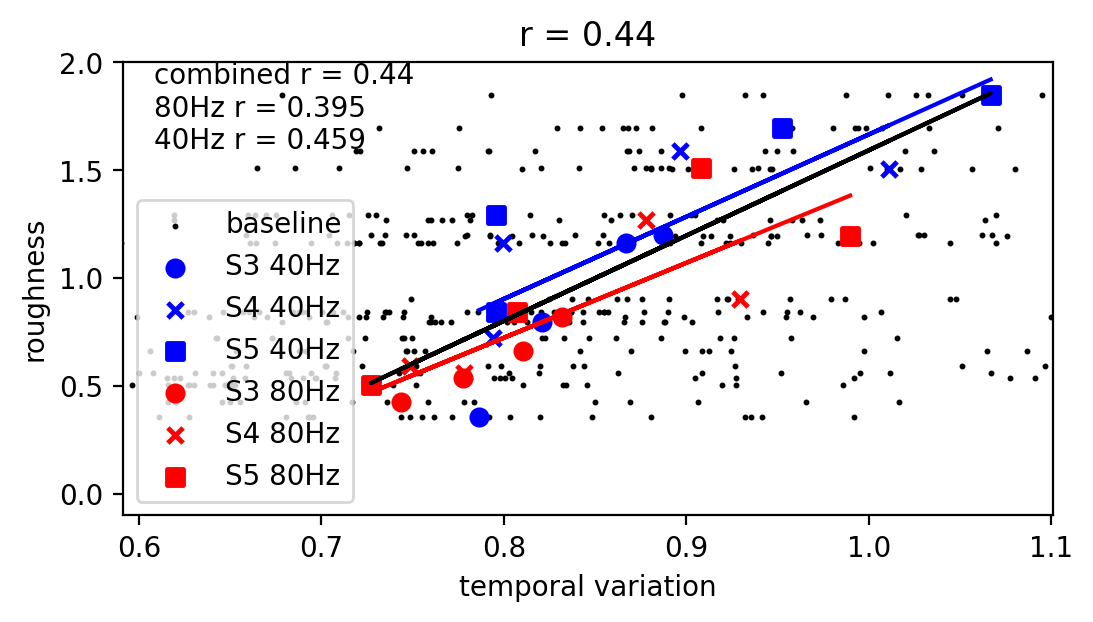 r = 0.44
combined r = 0.44
80Hz r = 0.395
40Hz r = 0.459
baseline
S3 40Hz
S4 40Hz
S5 40Hz
S3 80Hz
S4 80Hz
S5 80Hz
roughness
2.0
1.5
1.0
0.5
0.0
0.6 0.7 0.8 0.9 1.0 1.1
temporal variation